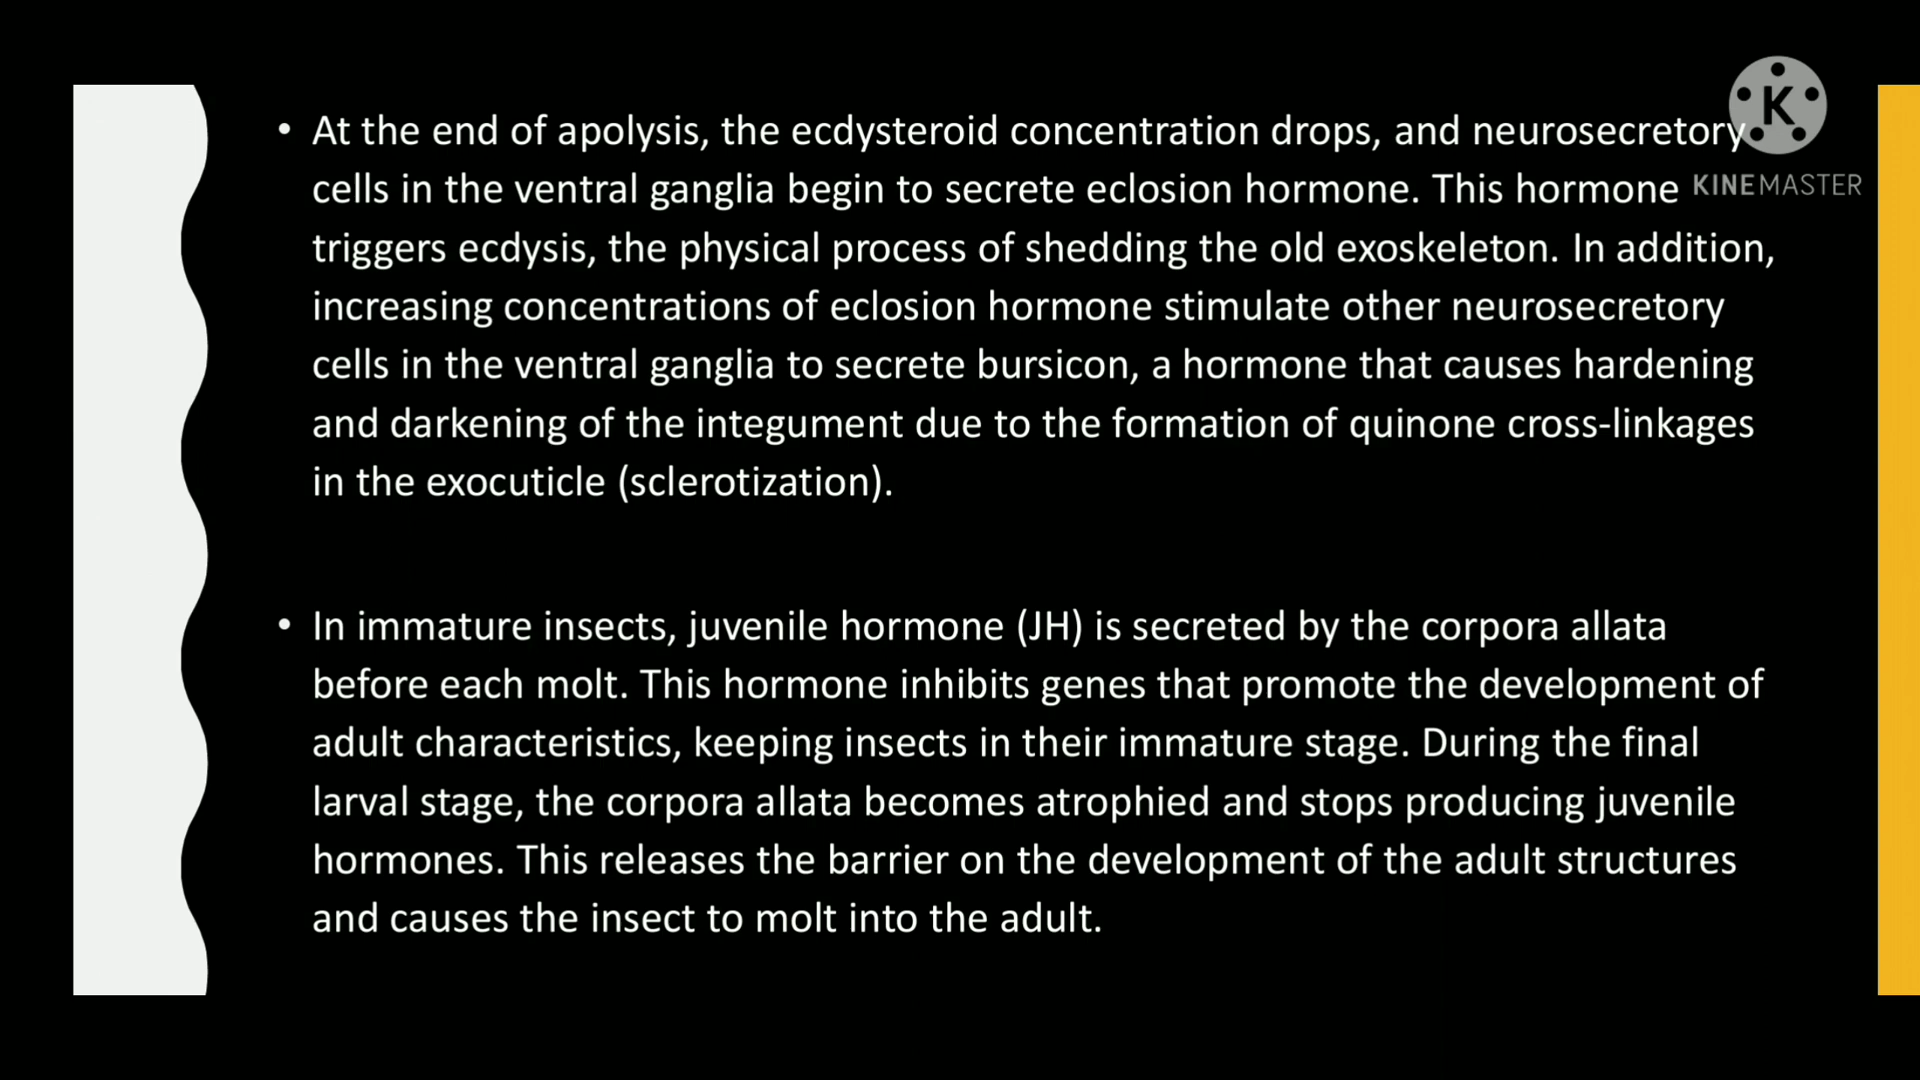 • At the end of apolysis, the ecdysteroid concentration drops, and neurosecretory
cells in the ventral ganglia begin to secrete eclosion hormone. This hormone
triggers ecdysis, the physical process of shedding the old exoskeleton. In addition,
increasing concentrations of eclosion hormone stimulate other neurosecretory
cells in the ventral ganglia to secrete bursicon, a hormone that causes hardening
and darkening of the integument due to the formation of quinone cross-linkages
in the exocuticle (sclerotization).
• In immature insects, juvenile hormone (JH) is secreted by the corpora allata
before each molt. This hormone inhibits genes that promote the development of
adult characteristics, keeping insects in their immature stage. During the final
larval stage, the corpora allata becomes atrophied and stops producing juvenile
hormones. This releases the barrier on the development of the adult structures
and causes the insect to molt into the adult.
K
KINEMASTER